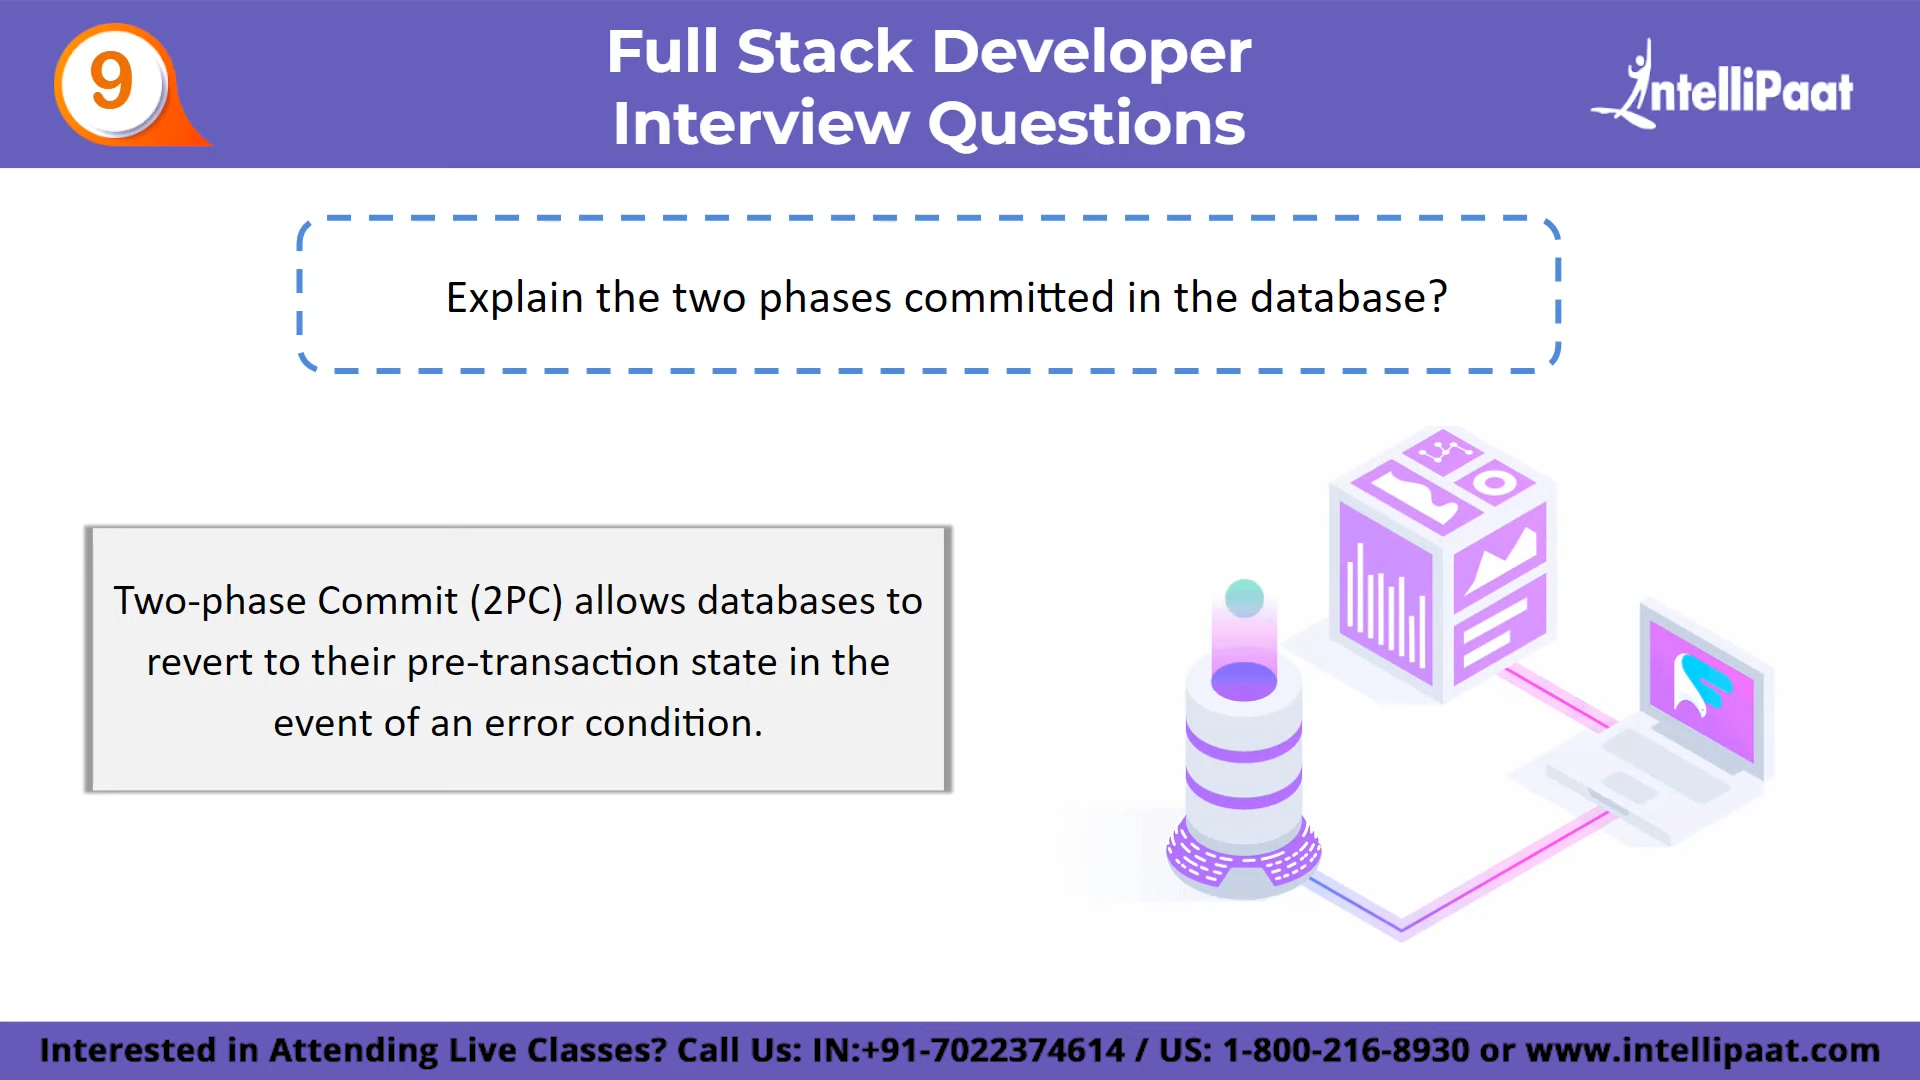 9
Full Stack Developer
Interview Questions
IntelliPaat
Explain the two phases committed in the database?
Two-phase Commit (2PC) allows databases to
revert to their pre-transaction state in the
event of an error condition.
Interested in Attending Live Classes? Call Us: IN:+91-7022374614 / US: 1-800-216-8930 or www.intellipaat.com